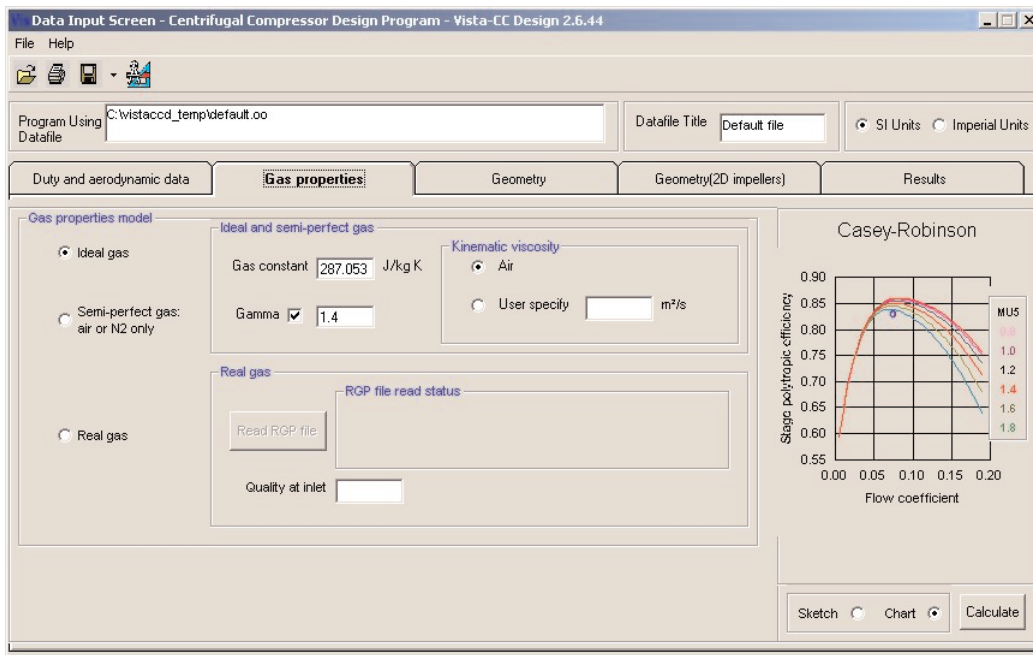 Data Input Screen - Centrifugal Compressor Design Program - Vista-CC Design 2.6.44
File Help
Program Using Datafile
C:\vistaccd_temp\default.oo
Datafile Title
Default file
SI Units
Imperial Units
Duty and aerodynamic data
Gas properties
Geometry
Geometry(2D impellers)
Results
Gas properties model
Ideal gas
Semi-perfect gas:
air or N2 only
Real gas
Ideal and semi-perfect gas
Gas constant 287.053 J/kg K
Gamma 1.4
Kinematic viscosity
Air
User specify m²/s
Real gas
Read RGP file
RGP file read status
Quality at inlet
Casey-Robinson
Stage polytropic efficiency
0.90
0.85
0.80
0.75
0.70
0.65
0.60
0.55
0.00 0.05 0.10 0.15 0.20
Flow coefficient
MU5
0.8
1.0
1.2
1.4
1.6
1.8
Sketch
Chart
Calculate